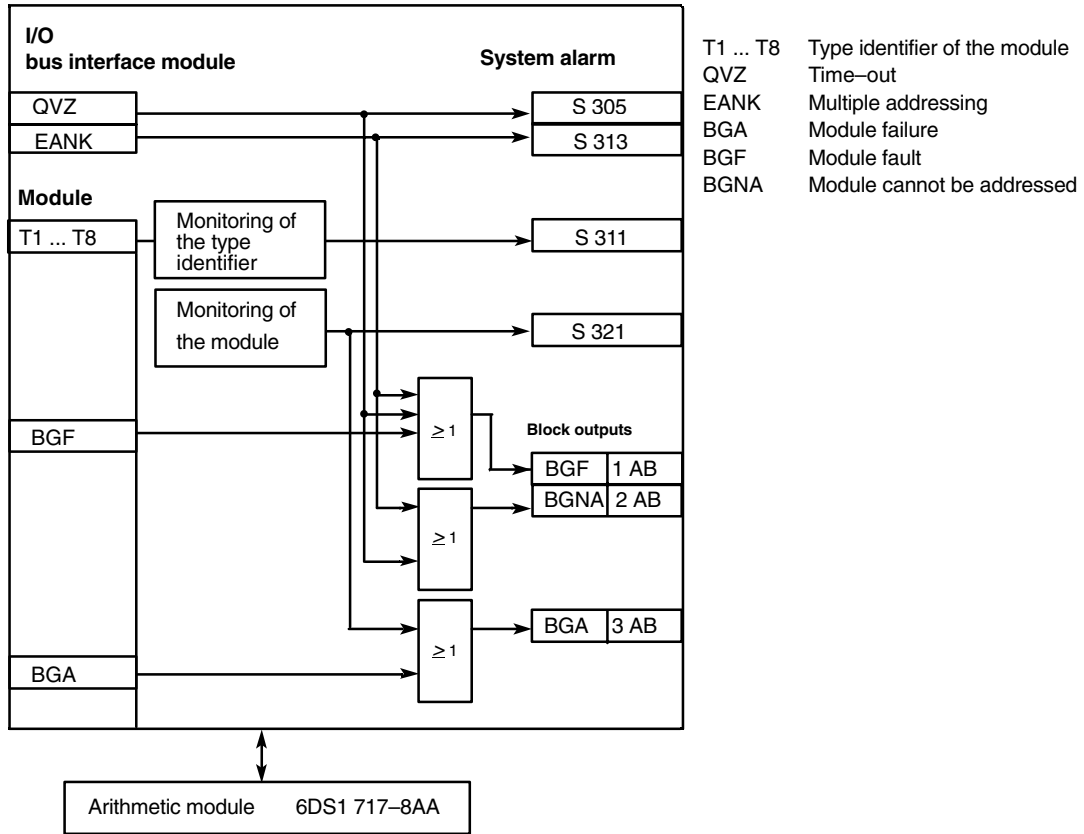 I/O
bus interface module
System alarm
QVZ
S 305
EANK
S 313
Module
T1 ... T8
Monitoring of
the type
identifier
S 311
Monitoring of
the module
S 321
≥ 1
BGF
Block outputs
BGF 1 AB
BGNA 2 AB
≥ 1
BGA 3 AB
≥ 1
BGA
Arithmetic module 6DS1 717–8AA
T1 ... T8 Type identifier of the module
QVZ Time–out
EANK Multiple addressing
BGA Module failure
BGF Module fault
BGNA Module cannot be addressed